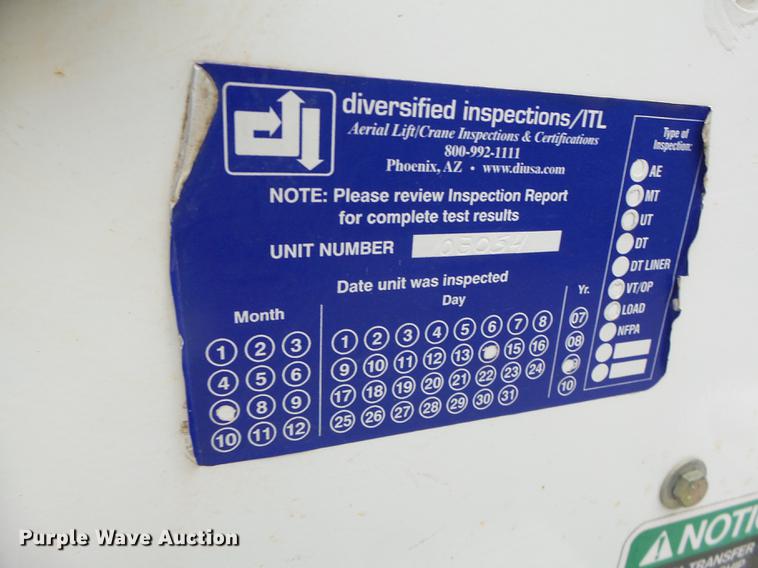 dj
diversified inspections/ITL
Aerial Lift/Crane Inspections & Certifications
800-992-1111
Phoenix, AZ • www.diusa.com
NOTE: Please review Inspection Report
for complete test results
UNIT NUMBER 103054
Date unit was inspected
Month
1 2 3
4 5 6
8 9
10 11 12
Day
1 2 3 4 5 6 7 8
9 10 11 12 13 15 16
17 18 19 20 21 22 23 24
25 26 27 28 29 30 31
Yr.
07
08
10
Type of
Inspection:
AE
MT
UT
DT
DT LINER
VT/OP
LOAD
NFPA
NOTIC
TRANSFER
Purple Wave Auction